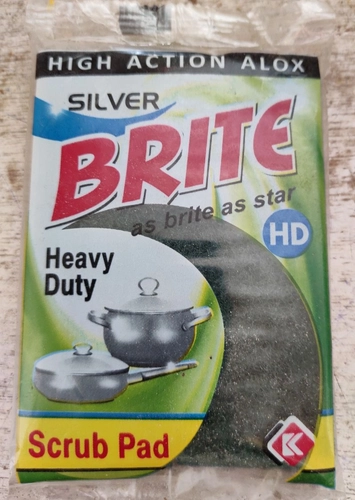 HIGH ACTION ALOX
SILVER
BRITE
as brite as star
HD
Heavy
Duty
Scrub Pad
K